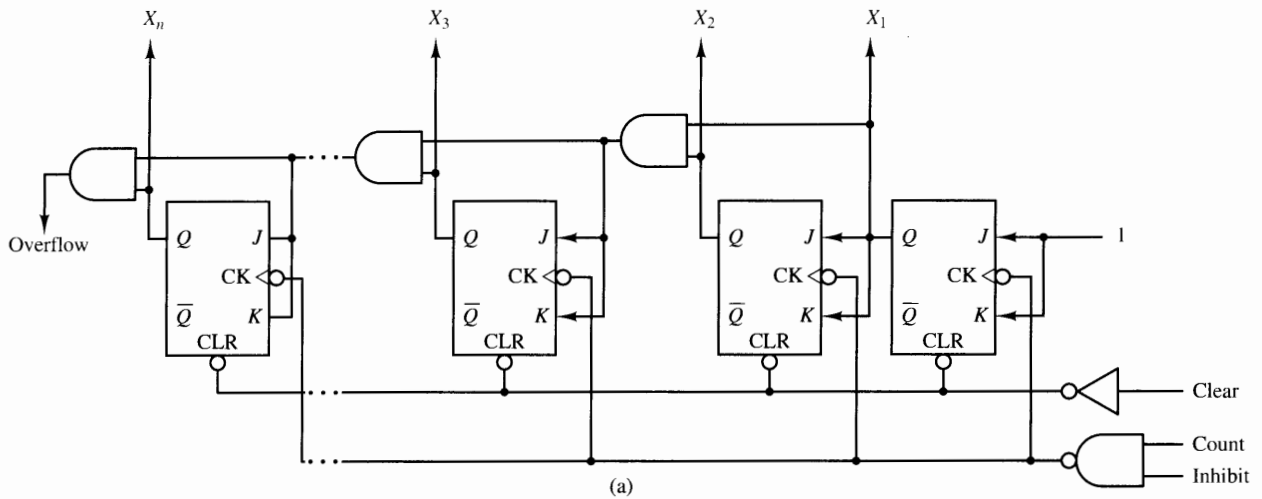 Xₙ X₃ X₂ X₁
Overflow
Q J CK Q̅ K CLR
Q J CK Q̅ K CLR
Q J CK Q̅ K CLR
Q J CK Q̅ K CLR
1
Clear
Count
Inhibit
(a)